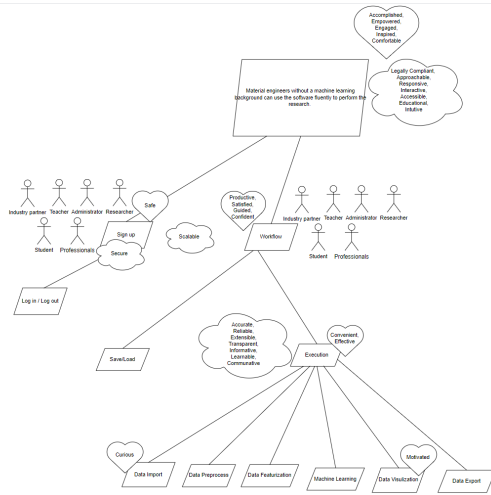 Accomplished,
Empowered,
Engaged,
Inspired,
Comfortable
Legally Compliant,
Approachable,
Responsive,
Interactive,
Accessible,
Educational,
Intutive
Material engineers without a machine learning
background can use the software fluently to perform the
research.
Industry partner
Teacher
Administrator
Researcher
Student
Professionals
Safe
Sign up
Secure
Scalable
Productive,
Satisfied,
Guided,
Confident
Workflow
Industry partner
Teacher
Administrator
Researcher
Student
Professionals
Log in / Log out
Save/Load
Accurate,
Reliable,
Extensible,
Transparent,
Informative,
Learnable,
Communative
Convenient,
Effective
Execution
Curious
Motivated
Data Import
Data Preprocess
Data Featurization
Machine Learning
Data Visulization
Data Export